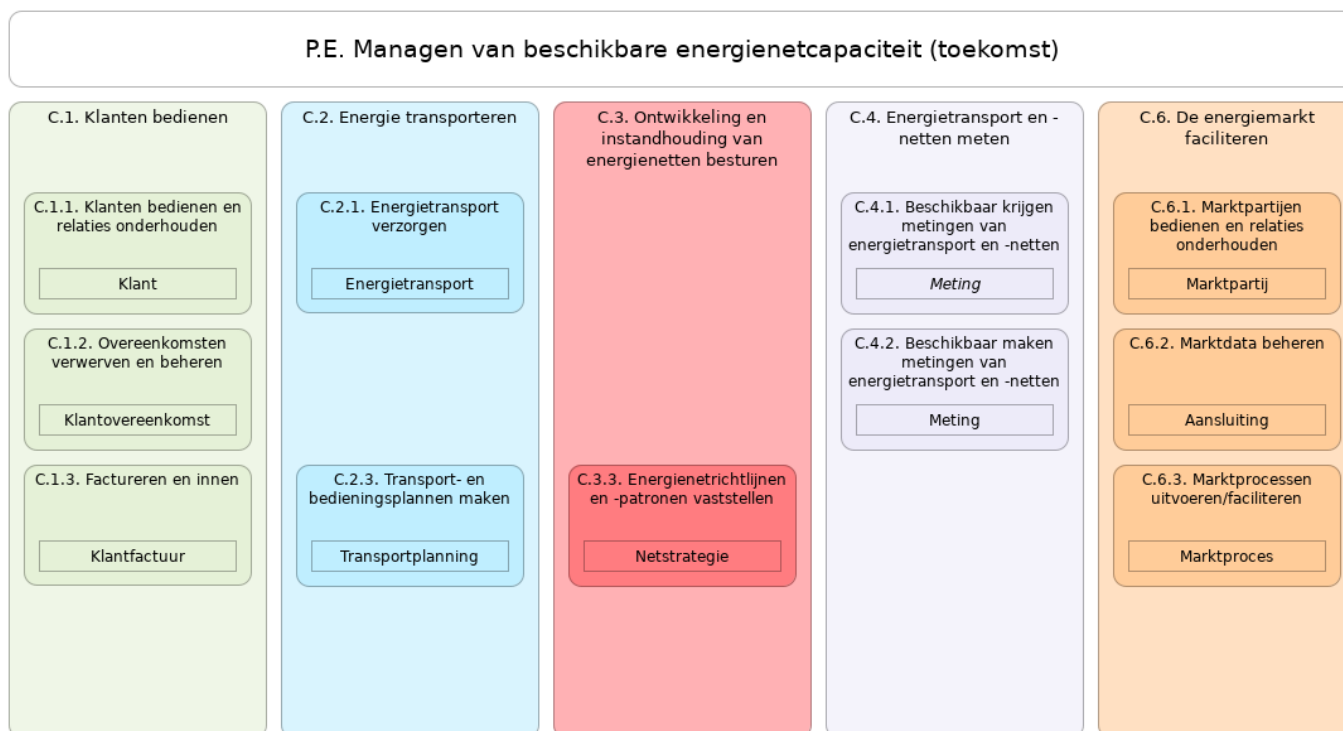 P.E. Managen van beschikbare energienetcapaciteit (toekomst)
C.1. Klanten bedienen
C.1.1. Klanten bedienen en
relaties onderhouden
Klant
C.1.2. Overeenkomsten
verwerven en beheren
Klantovereenkomst
C.1.3. Factureren en innen
Klantfactuur
C.2. Energie transporteren
C.2.1. Energietransport
verzorgen
Energietransport
C.2.3. Transport- en
bedieningsplannen maken
Transportplanning
C.3. Ontwikkeling en
instandhouding van
energienetten besturen
C.3.3. Energienetrichtlijnen
en -patronen vaststellen
Netstrategie
C.4. Energietransport en -
netten meten
C.4.1. Beschikbaar krijgen
metingen van
energietransport en -netten
Meting
C.4.2. Beschikbaar maken
metingen van
energietransport en -netten
Meting
C.6. De energiemarkt
faciliteren
C.6.1. Marktpartijen
bedienen en relaties
onderhouden
Marktpartij
C.6.2. Marktdata beheren
Aansluiting
C.6.3. Marktprocessen
uitvoeren/faciliteren
Marktproces